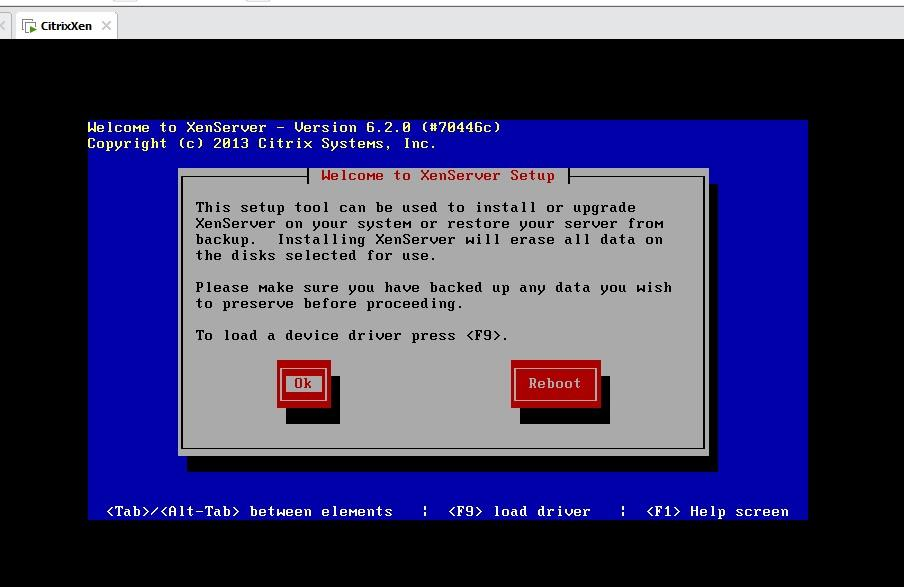 CitrixXen
Welcome to XenServer - Version 6.2.0 (#70446c)
Copyright (c) 2013 Citrix Systems, Inc.
Welcome to XenServer Setup
This setup tool can be used to install or upgrade
XenServer on your system or restore your server from
backup.  Installing XenServer will erase all data on
the disks selected for use.
Please make sure you have backed up any data you wish
to preserve before proceeding.
To load a device driver press <F9>.
Ok Reboot
<Tab>/<Alt-Tab> between elements   ¦  <F9> load driver   ¦  <F1> Help screen